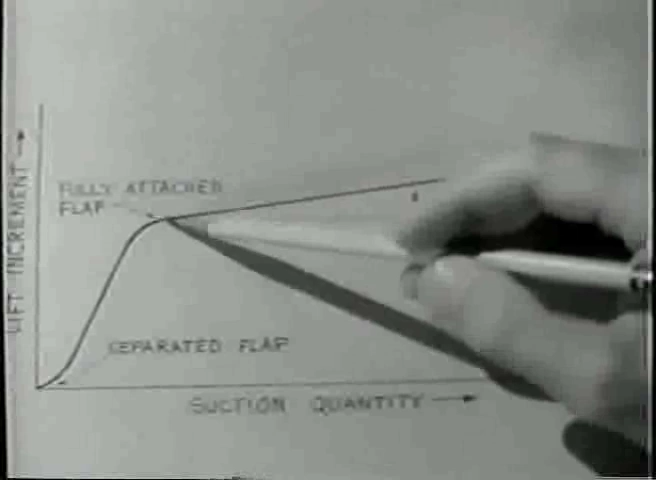 FULLY ATTACHED
FLAP
LIFT INCREMENT
SEPARATED FLAP
SUCTION QUANTITY